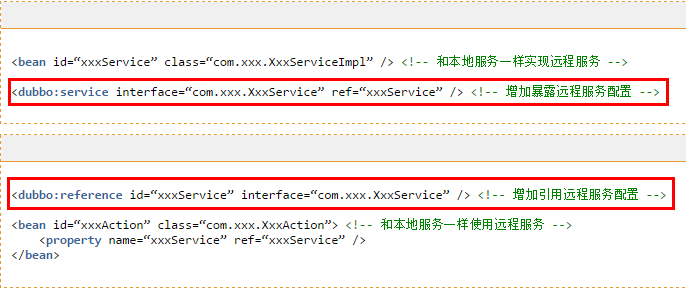 <bean id=“xxxService” class=“com.xxx.XxxServiceImpl” /> <!-- 和本地服务一样实现远程服务 -->
<dubbo:service interface=“com.xxx.XxxService” ref=“xxxService” /> <!-- 增加暴露远程服务配置 -->
<dubbo:reference id=“xxxService” interface=“com.xxx.XxxService” /> <!-- 增加引用远程服务配置 -->
<bean id=“xxxAction” class=“com.xxx.XxxAction”> <!-- 和本地服务一样使用远程服务 -->
<property name=“xxxService” ref=“xxxService” />
</bean>